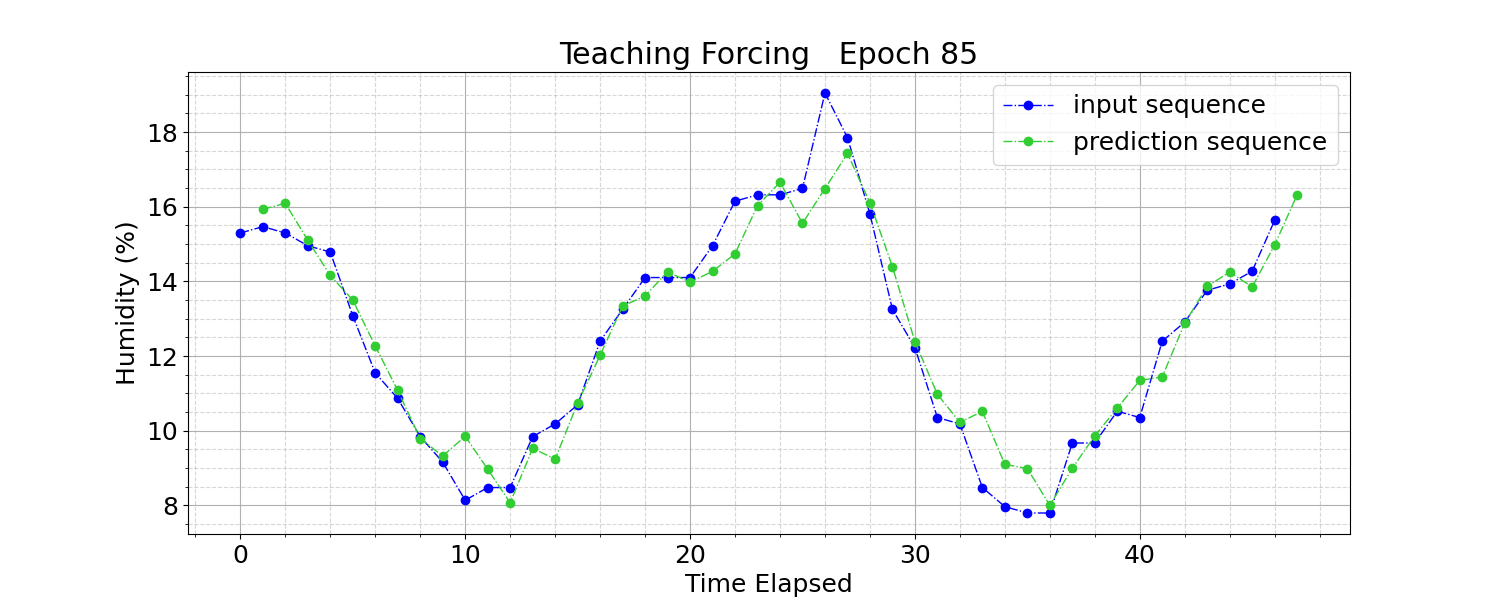 Teaching Forcing   Epoch 85
input sequence
prediction sequence
Humidity (%)
18
16
14
12
10
8
0 10 20 30 40
Time Elapsed